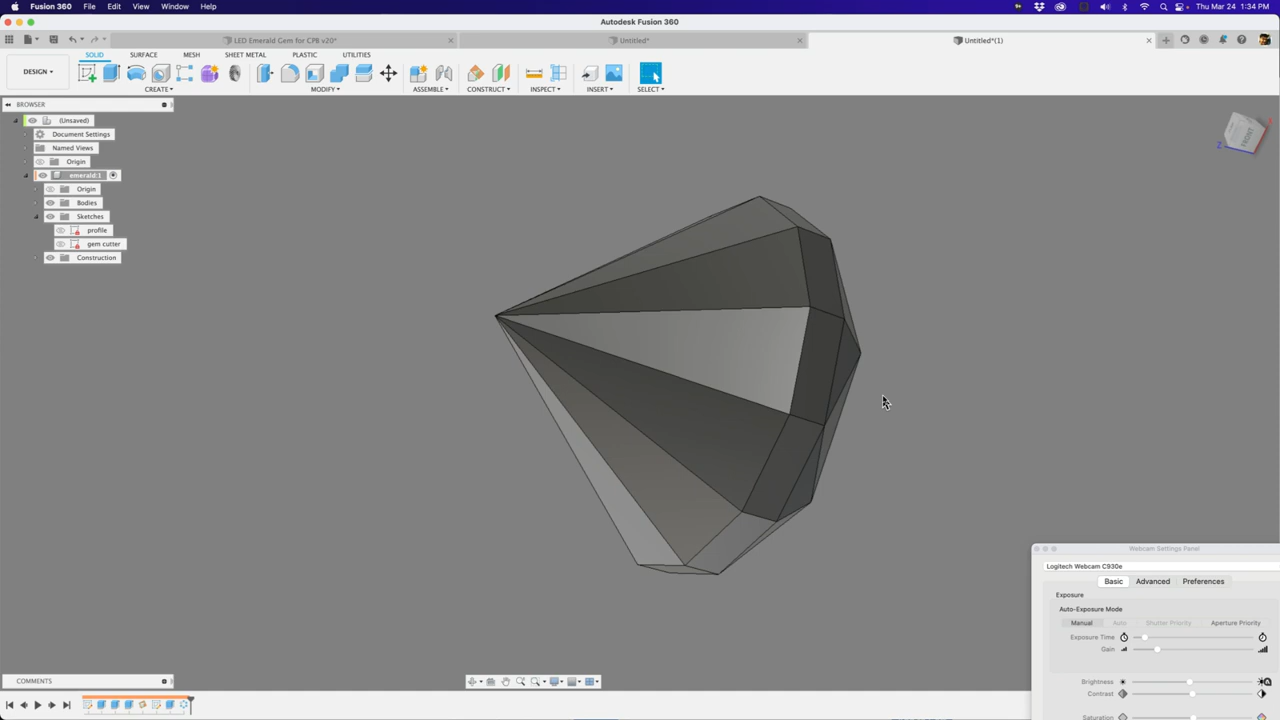 Fusion 360 File Edit View Window Help Thu Mar 24 1:34 PM
Autodesk Fusion 360
LED Emerald Gem for CPB v20* Untitled* Untitled*(1)
SOLID SURFACE MESH SHEET METAL PLASTIC UTILITIES
DESIGN
CREATE MODIFY ASSEMBLE CONSTRUCT INSPECT INSERT SELECT
BROWSER
(Unsaved)
Document Settings
Named Views
Origin
emerald:1
Origin
Bodies
Sketches
profile
gem cutter
Construction
FRONT
Z
Webcam Settings Panel
Logitech Webcam C930e
Basic Advanced Preferences
Exposure
Auto-Exposure Mode
Manual Auto Shutter Priority Aperture Priority
Exposure Time
Gain
Brightness
Contrast
Saturation
COMMENTS